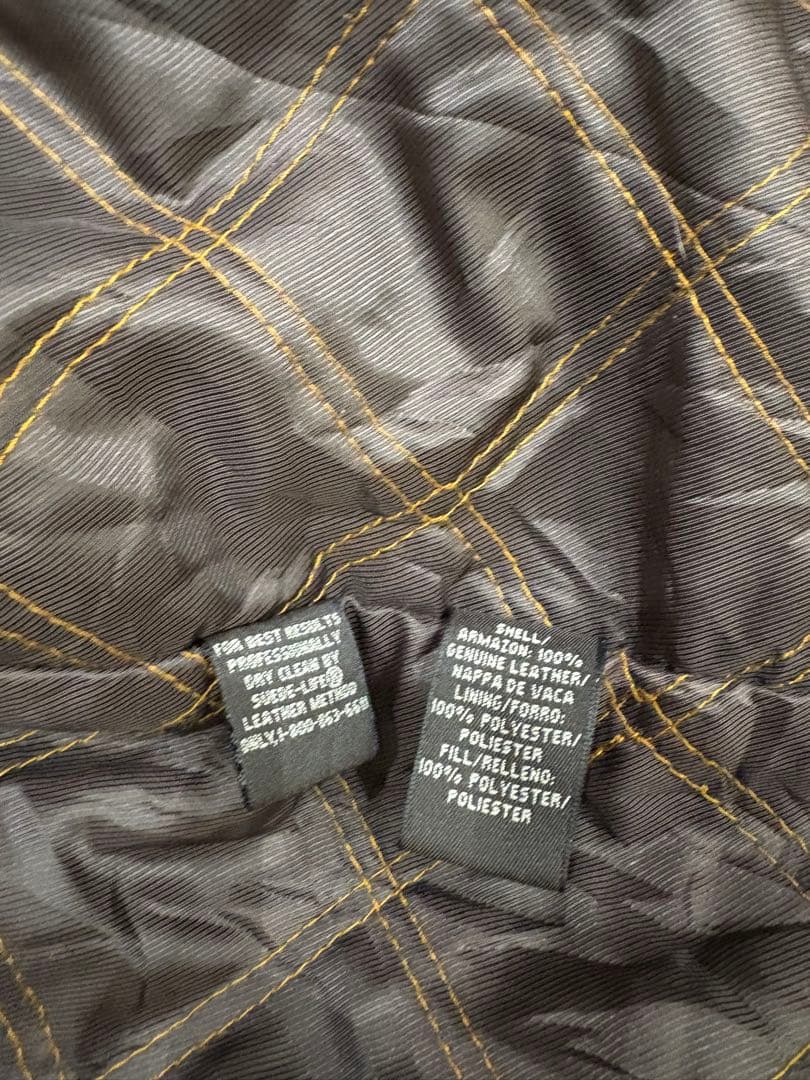 FOR BEST RESULTS
PROFESSIONALLY
DRY CLEAN BY
SUEDE-LIFE®
LEATHER METHOD
ONLY.
SHELL/
ARMAZON: 100%
GENUINE LEATHER/
NAPPA DE VACA
LINING/FORRO:
100% POLYESTER/
POLIESTER
FILL/RELLENO:
100% POLYESTER/
POLIESTER